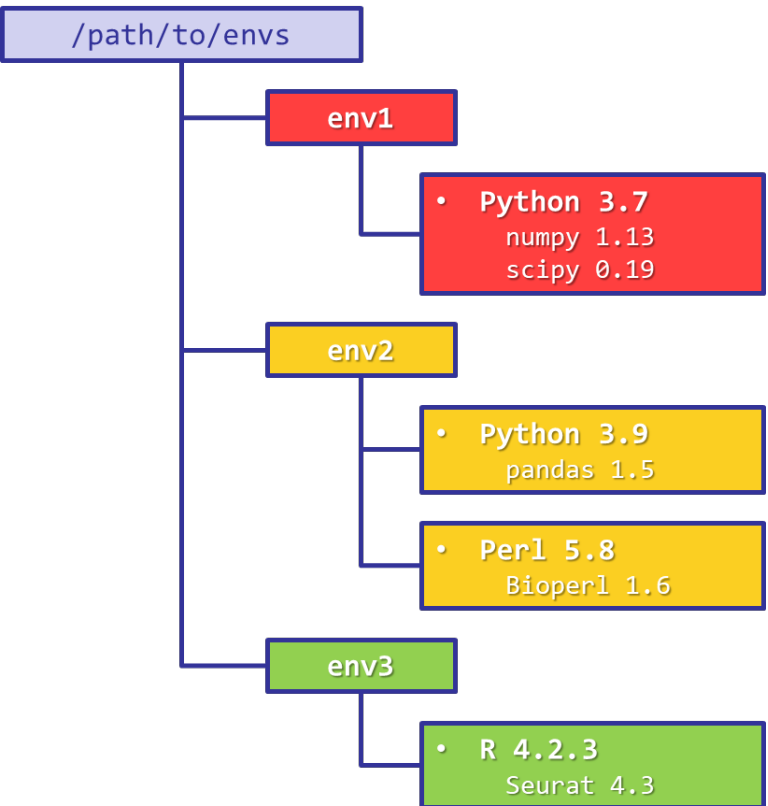 /path/to/envs
env1
• Python 3.7
numpy 1.13
scipy 0.19
env2
• Python 3.9
pandas 1.5
• Perl 5.8
Bioperl 1.6
env3
• R 4.2.3
Seurat 4.3